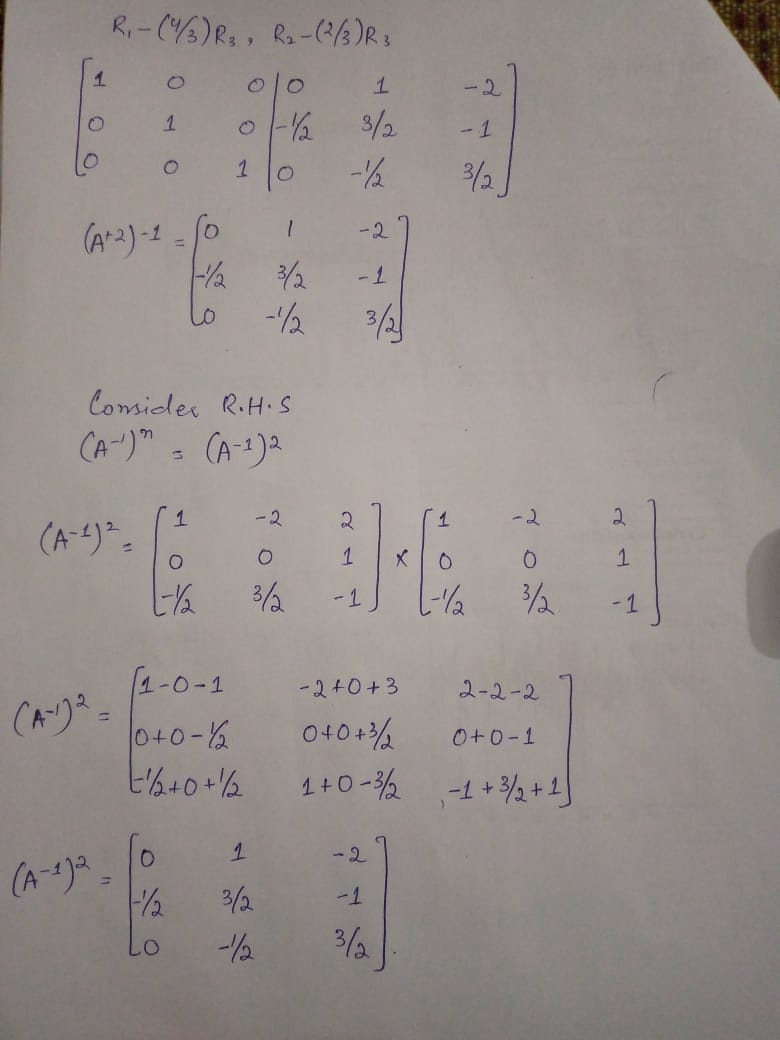 R₁ - (4/3)R₃, R₂ - (2/3)R₃
[1 0 0 | 0 1 -2]
[0 1 0 | -1/2 3/2 -1]
[0 0 1 | 0 -1/2 3/2]
(A+2)-1 = [0 1 -2]
[-1/2 3/2 -1]
[0 -1/2 3/2]
Consider R.H.S
(A⁻¹)ⁿ = (A-1)2
(A-1)2 = [1 -2 2] × [1 -2 2]
[0 0 1] [0 0 1]
[-1/2 3/2 -1] [-1/2 3/2 -1]
(A⁻¹)² = [1-0-1 -2+0+3 2-2-2]
[0+0-1/2 0+0+3/2 0+0-1]
[-1/2+0+1/2 1+0-3/2 , -1+3/2+1]
(A-1)2 = [0 1 -2]
[-1/2 3/2 -1]
[0 -1/2 3/2].